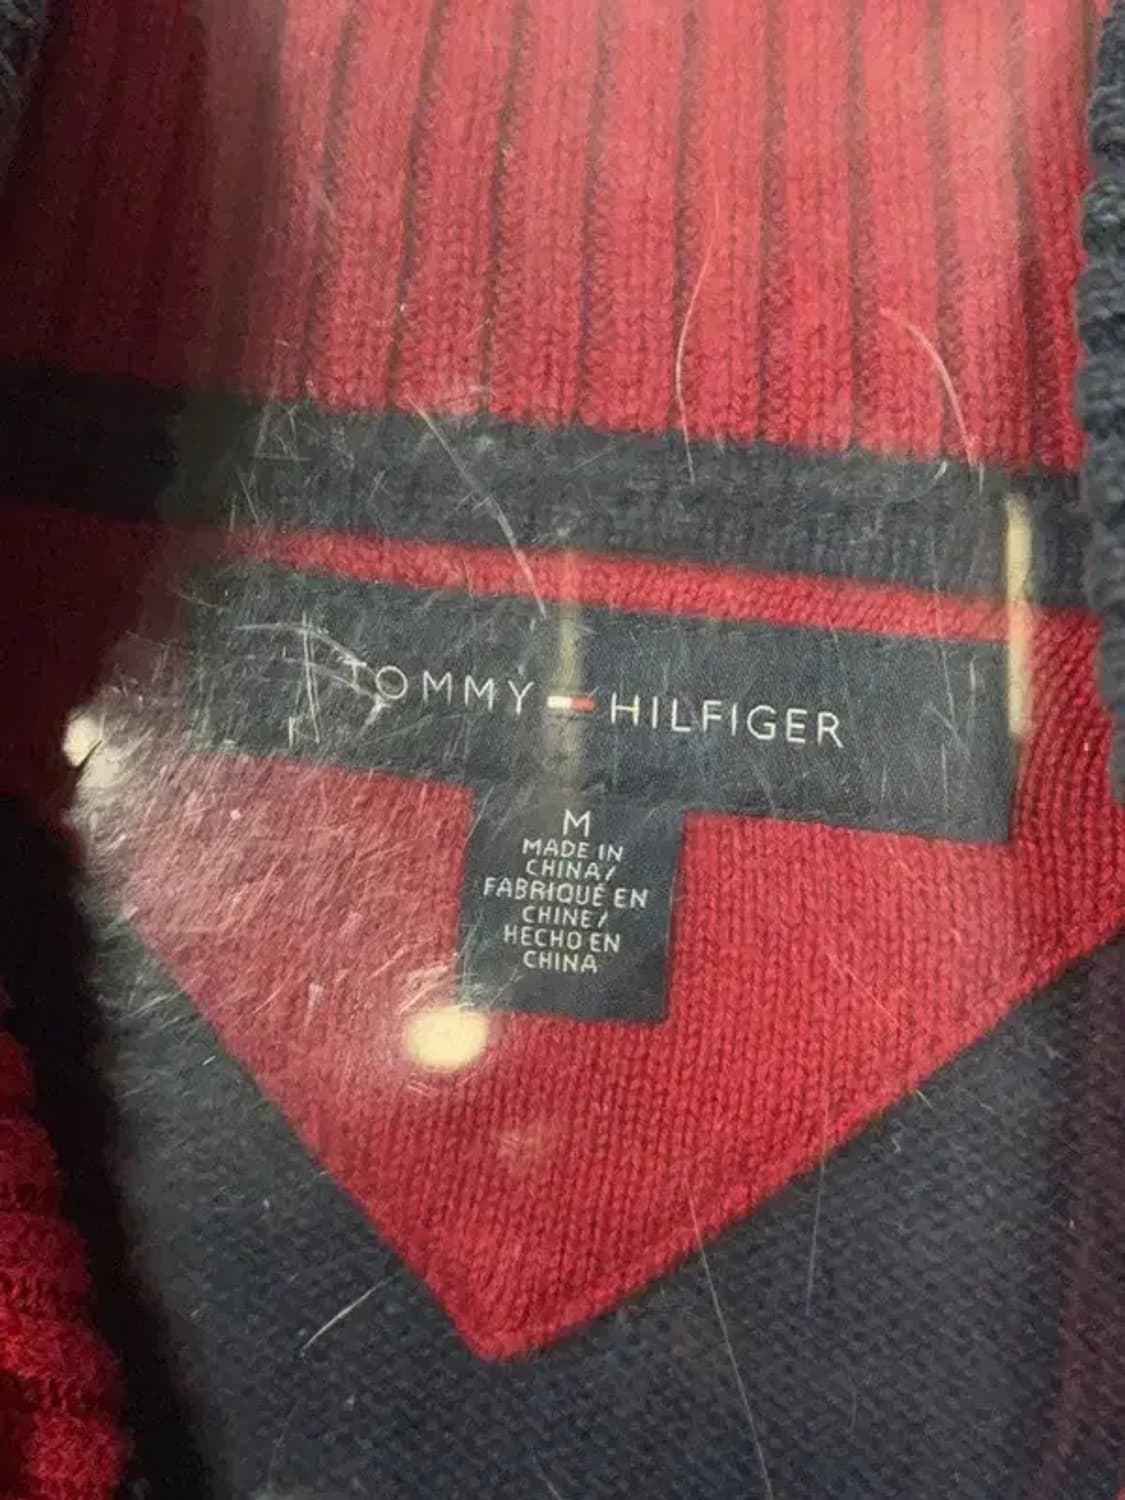 TOMMY HILFIGER
M
MADE IN
CHINA/
FABRIQUÉ EN
CHINE/
HECHO EN
CHINA